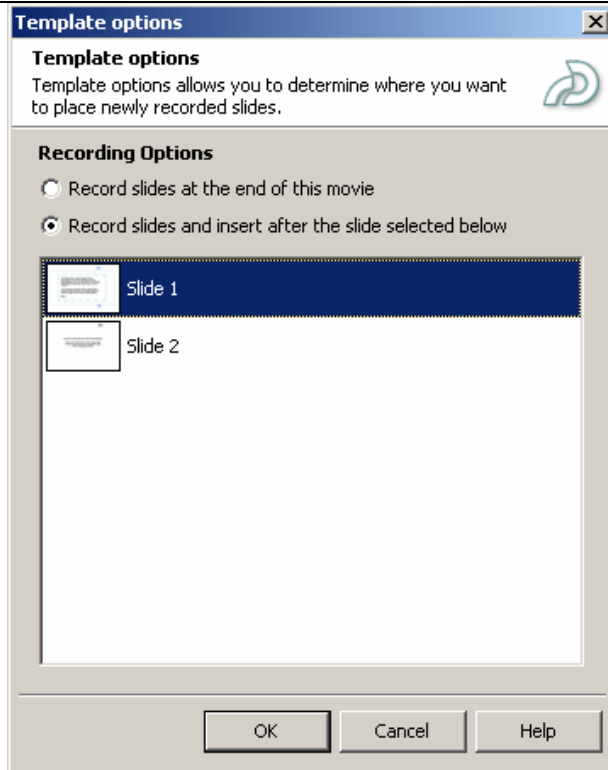 Template options
Template options
Template options allows you to determine where you want
to place newly recorded slides.
Recording Options
Record slides at the end of this movie
Record slides and insert after the slide selected below
Slide 1
Slide 2
OK Cancel Help